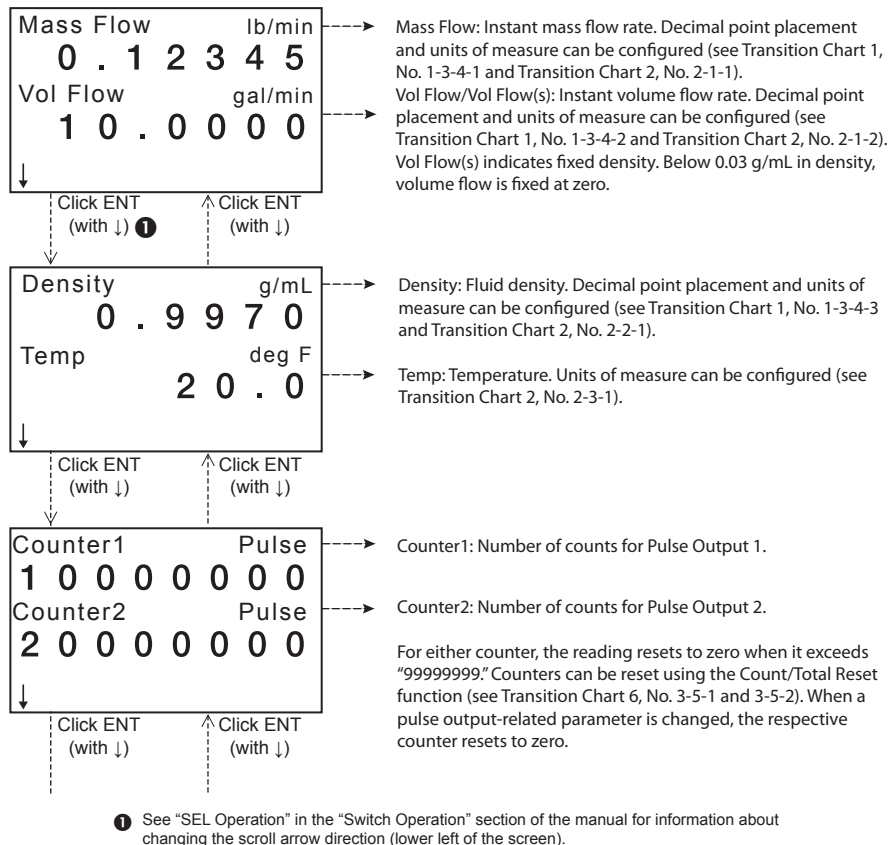 Mass Flow lb/min
0.12345
Vol Flow gal/min
10.0000
↓
Mass Flow: Instant mass flow rate. Decimal point placement
and units of measure can be configured (see Transition Chart 1,
No. 1-3-4-1 and Transition Chart 2, No. 2-1-1).
Vol Flow/Vol Flow(s): Instant volume flow rate. Decimal point
placement and units of measure can be configured (see
Transition Chart 1, No. 1-3-4-2 and Transition Chart 2, No. 2-1-2).
Vol Flow(s) indicates fixed density. Below 0.03 g/mL in density,
volume flow is fixed at zero.
Click ENT
(with ↓) ❶
Click ENT
(with ↓)
Density g/mL
0.9970
Temp deg F
20.0
↓
Density: Fluid density. Decimal point placement and units of
measure can be configured (see Transition Chart 1, No. 1-3-4-3
and Transition Chart 2, No. 2-2-1).
Temp: Temperature. Units of measure can be configured (see
Transition Chart 2, No. 2-3-1).
Click ENT
(with ↓)
Click ENT
(with ↓)
Counter1 Pulse
10000000
Counter2 Pulse
20000000
↓
Counter1: Number of counts for Pulse Output 1.
Counter2: Number of counts for Pulse Output 2.
For either counter, the reading resets to zero when it exceeds
“99999999.” Counters can be reset using the Count/Total Reset
function (see Transition Chart 6, No. 3-5-1 and 3-5-2). When a
pulse output-related parameter is changed, the respective
counter resets to zero.
Click ENT
(with ↓)
Click ENT
(with ↓)
❶ See “SEL Operation” in the “Switch Operation” section of the manual for information about
changing the scroll arrow direction (lower left of the screen).